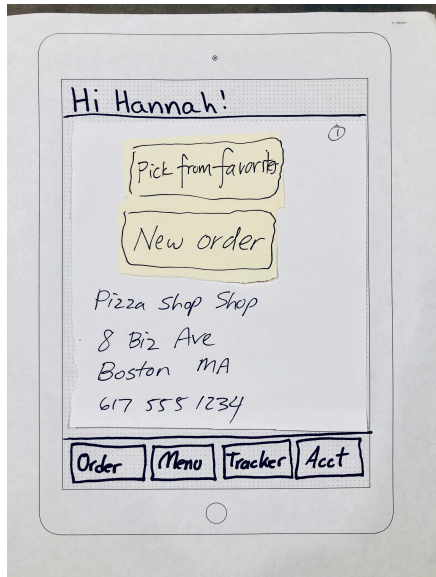 Hi Hannah!
1
Pick from favorites
New order
Pizza Shop Shop
8 Biz Ave
Boston MA
617 555 1234
Order Menu Tracker Acct